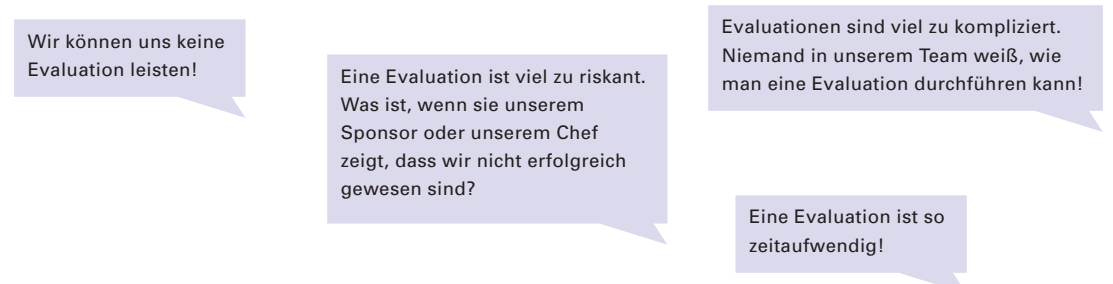 Wir können uns keine
Evaluation leisten!
Eine Evaluation ist viel zu riskant.
Was ist, wenn sie unserem
Sponsor oder unserem Chef
zeigt, dass wir nicht erfolgreich
gewesen sind?
Evaluationen sind viel zu kompliziert.
Niemand in unserem Team weiß, wie
man eine Evaluation durchführen kann!
Eine Evaluation ist so
zeitaufwendig!